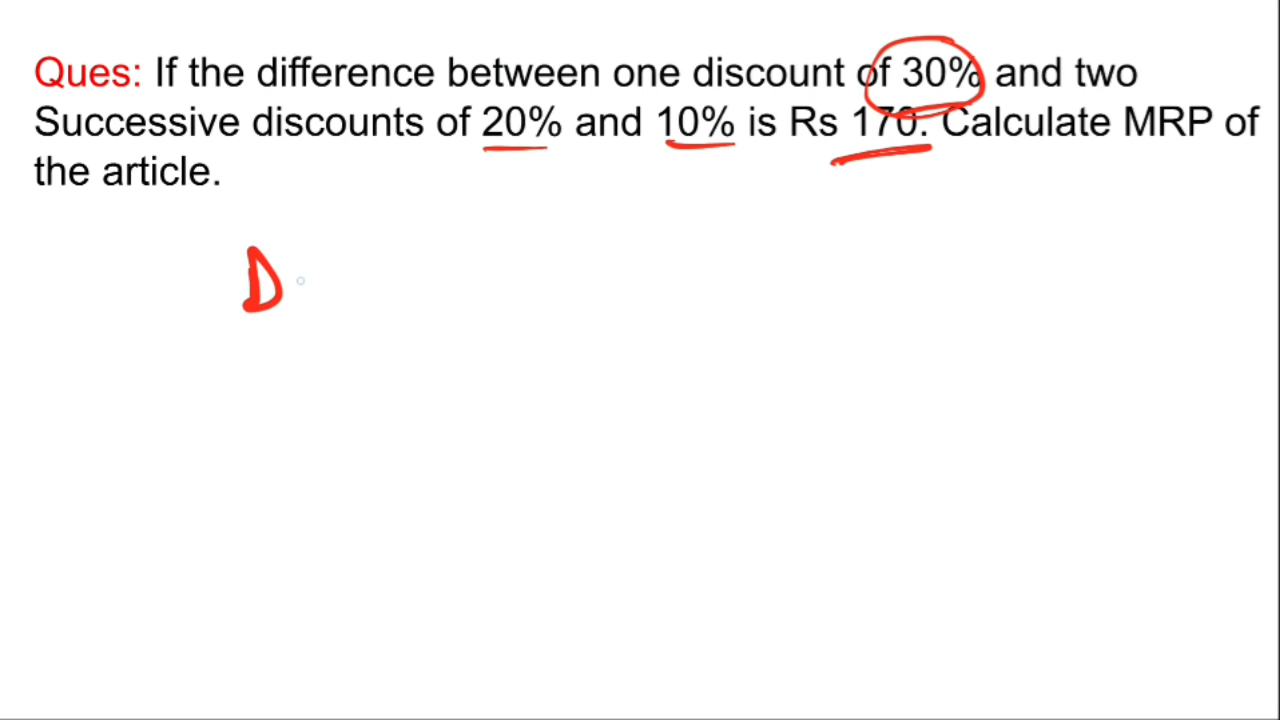 Ques: If the difference between one discount of 30% and two
Successive discounts of 20% and 10% is Rs 170. Calculate MRP of
the article.
D